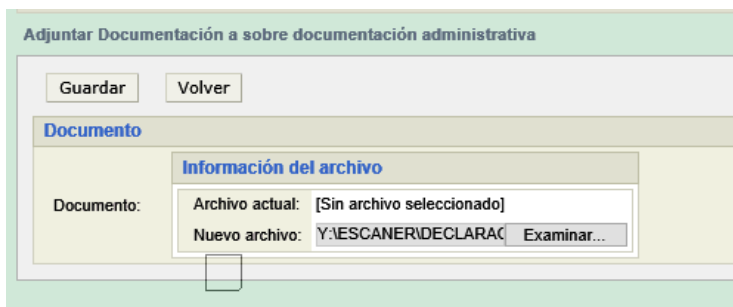 Adjuntar Documentación a sobre documentación administrativa
Guardar Volver
Documento
Información del archivo
Documento:
Archivo actual: [Sin archivo seleccionado]
Nuevo archivo: Y:\ESCANER\DECLARAC Examinar...